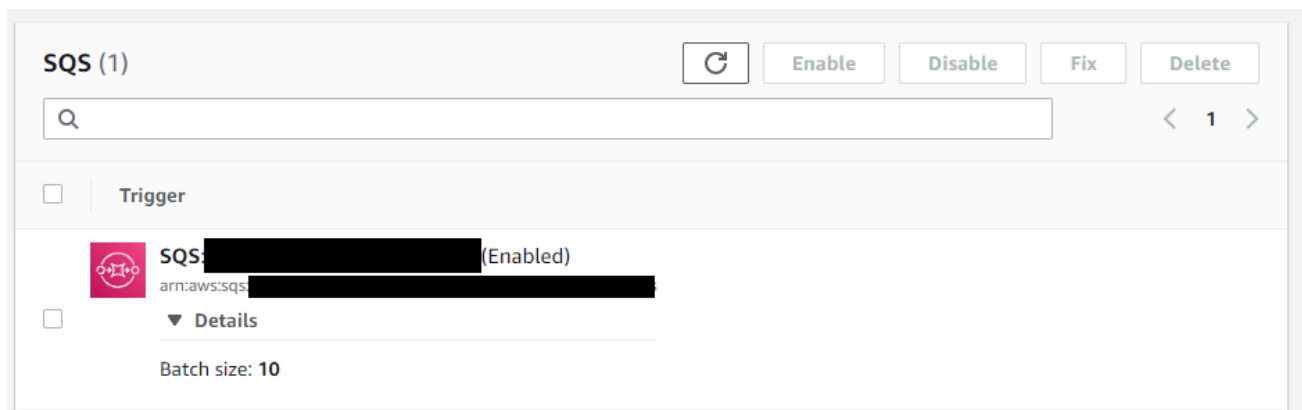 SQS (1)
Enable
Disable
Fix
Delete
1
Trigger
SQS: (Enabled)
arn:aws:sqs:
Details
Batch size: 10